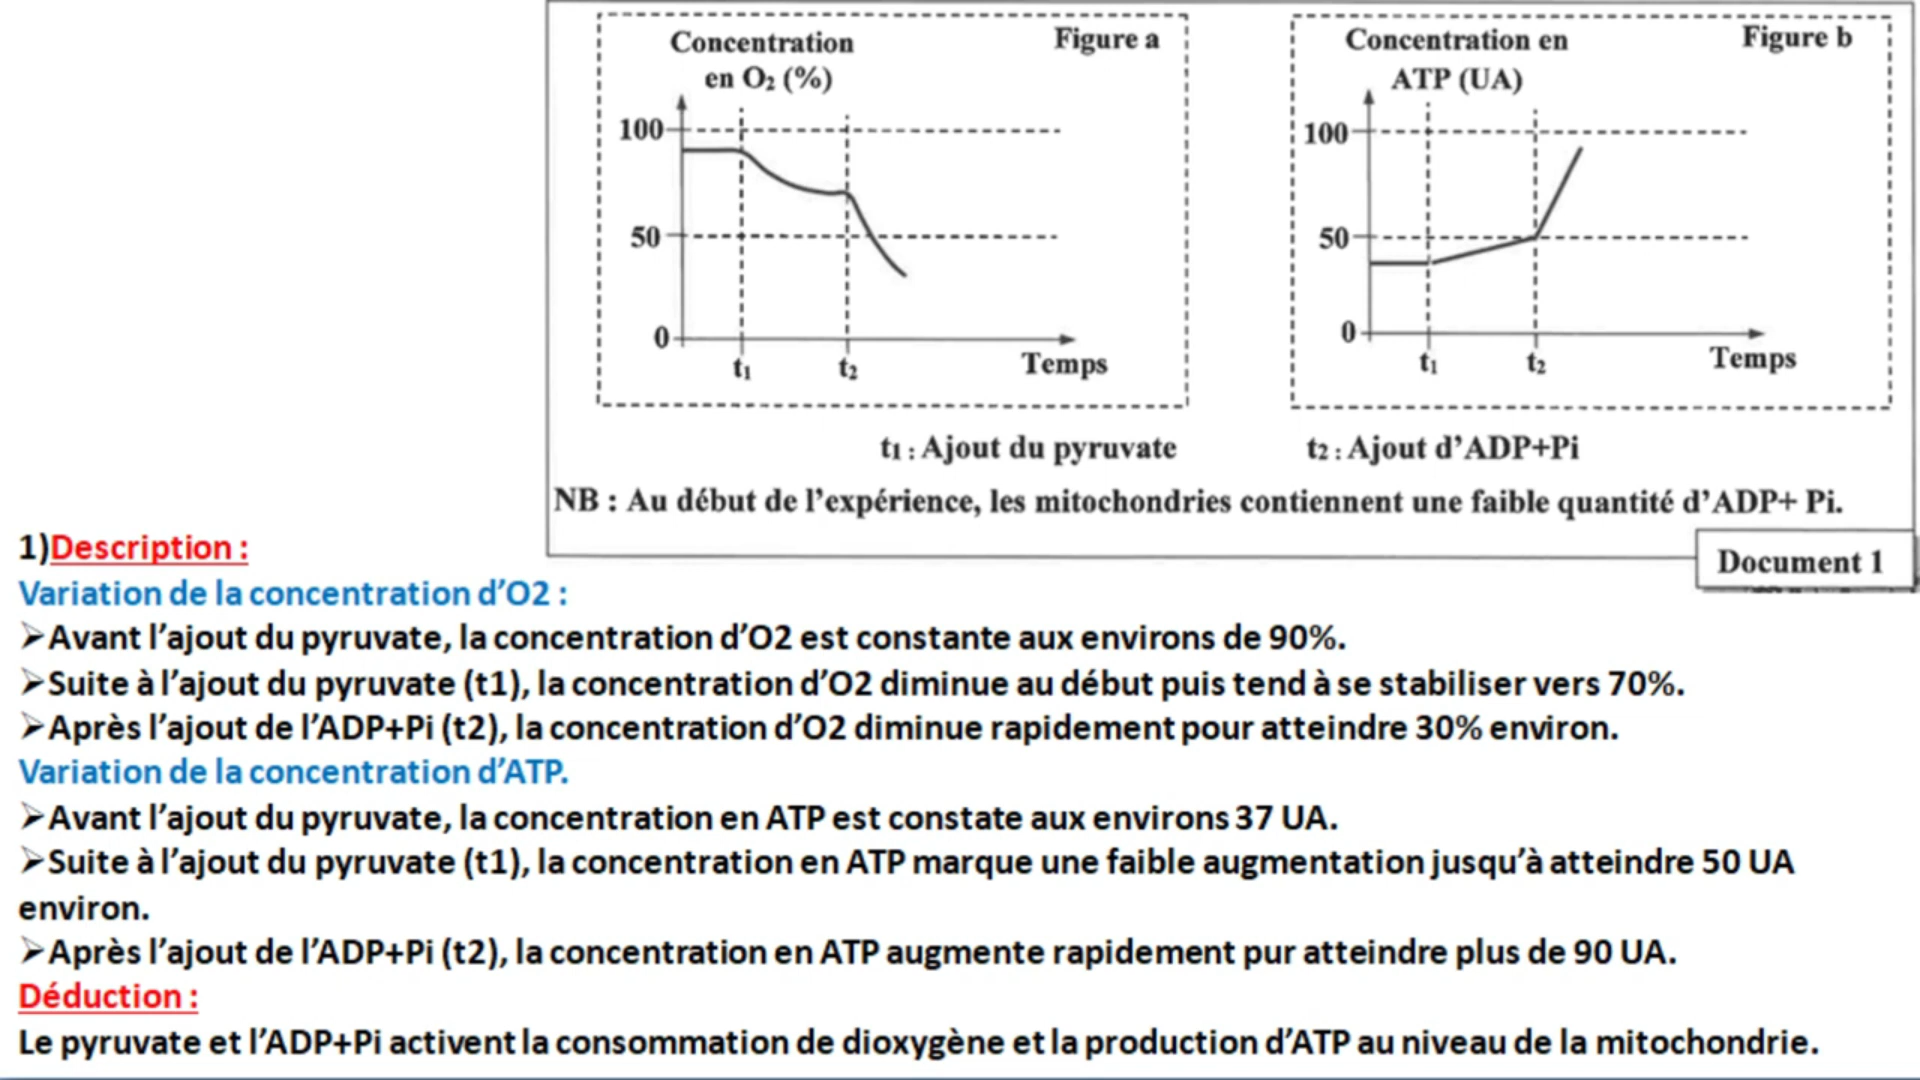 Concentration
en O₂ (%)
Figure a
100
50
0
t₁
t₂
Temps
Concentration en
ATP (UA)
Figure b
100
50
0
t₁
t₂
Temps
t₁ : Ajout du pyruvate
t₂ : Ajout d’ADP+Pi
NB : Au début de l’expérience, les mitochondries contiennent une faible quantité d’ADP+ Pi.
Document 1
1)Description :
Variation de la concentration d’O2 :
➢Avant l’ajout du pyruvate, la concentration d’O2 est constante aux environs de 90%.
➢Suite à l’ajout du pyruvate (t1), la concentration d’O2 diminue au début puis tend à se stabiliser vers 70%.
➢Après l’ajout de l’ADP+Pi (t2), la concentration d’O2 diminue rapidement pour atteindre 30% environ.
Variation de la concentration d’ATP.
➢Avant l’ajout du pyruvate, la concentration en ATP est constate aux environs 37 UA.
➢Suite à l’ajout du pyruvate (t1), la concentration en ATP marque une faible augmentation jusqu’à atteindre 50 UA
environ.
➢Après l’ajout de l’ADP+Pi (t2), la concentration en ATP augmente rapidement pur atteindre plus de 90 UA.
Déduction :
Le pyruvate et l’ADP+Pi activent la consommation de dioxygène et la production d’ATP au niveau de la mitochondrie.